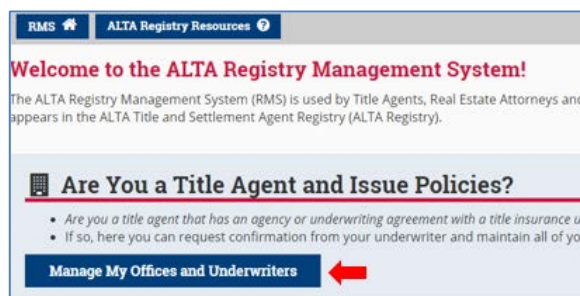 RMS
ALTA Registry Resources ?
Welcome to the ALTA Registry Management System!
The ALTA Registry Management System (RMS) is used by Title Agents, Real Estate Attorneys and
appears in the ALTA Title and Settlement Agent Registry (ALTA Registry).
Are You a Title Agent and Issue Policies?
• Are you a title agent that has an agency or underwriting agreement with a title insurance u
• If so, here you can request confirmation from your underwriter and maintain all of yo
Manage My Offices and Underwriters